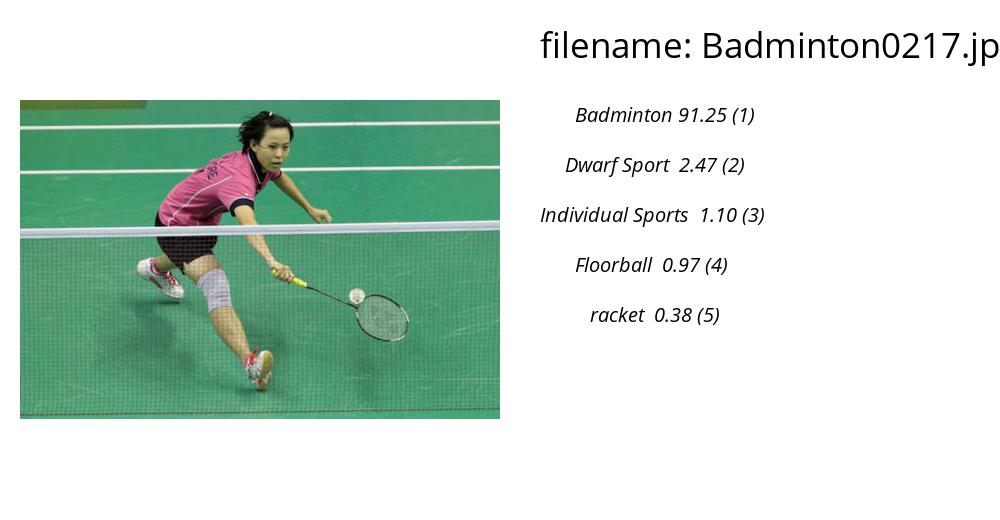 filename: Badminton0217.jp
Badminton 91.25 (1)
Dwarf Sport 2.47 (2)
Individual Sports 1.10 (3)
Floorball 0.97 (4)
racket 0.38 (5)